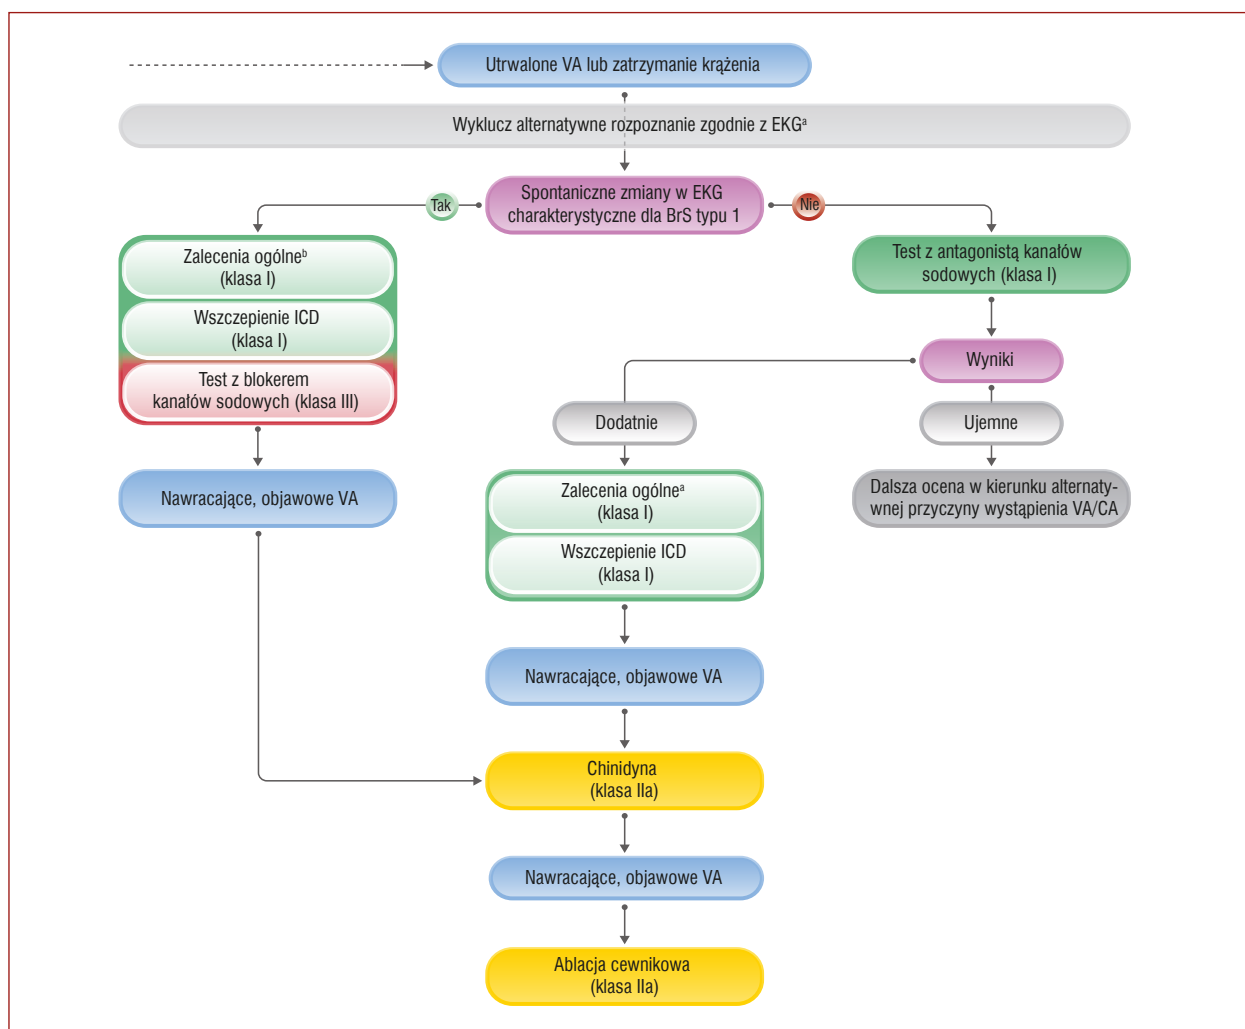 Utrwalone VA lub zatrzymanie krążenia
Wyklucz alternatywne rozpoznanie zgodnie z EKGᵃ
Spontaniczne zmiany w EKG
charakterystyczne dla BrS typu 1
Tak
Nie
Zalecenia ogólneᵇ
(klasa I)
Wszczepienie ICD
(klasa I)
Test z blokerem
kanałów sodowych (klasa III)
Nawracające, objawowe VA
Test z antagonistą kanałów
sodowych (klasa I)
Wyniki
Dodatnie
Ujemne
Zalecenia ogólneᵃ
(klasa I)
Wszczepienie ICD
(klasa I)
Dalsza ocena w kierunku alternaty-
wnej przyczyny wystąpienia VA/CA
Nawracające, objawowe VA
Chinidyna
(klasa IIa)
Nawracające, objawowe VA
Ablacja cewnikowa
(klasa IIa)